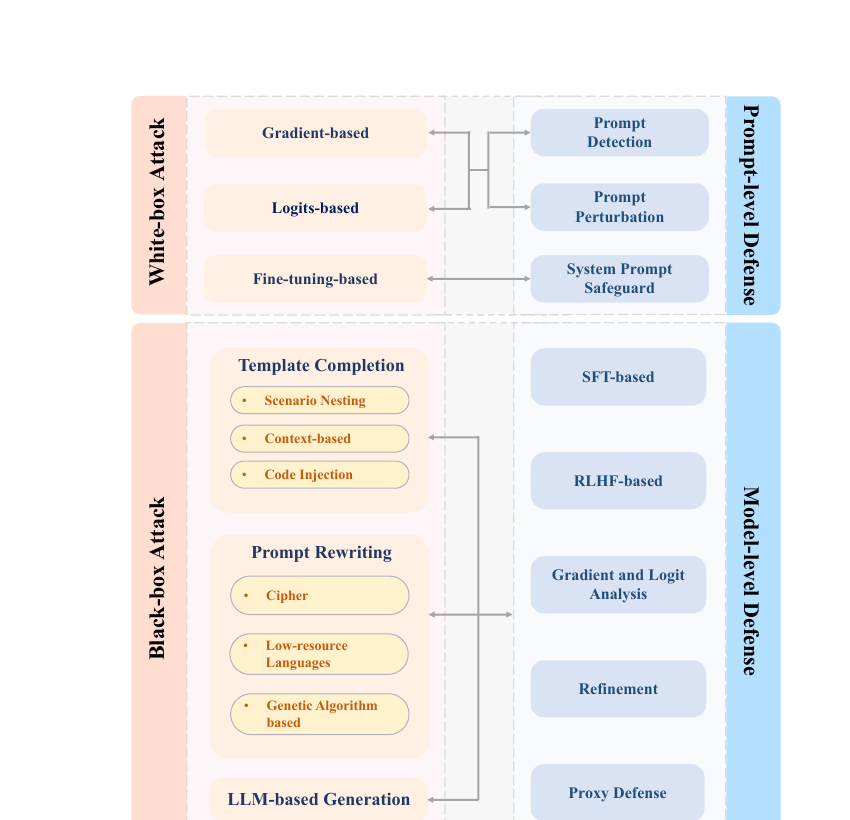 White-box Attack
Gradient-based
Logits-based
Fine-tuning-based
Prompt
Detection
Prompt
Perturbation
System Prompt
Safeguard
Prompt-level Defense
Black-box Attack
Template Completion
• Scenario Nesting
• Context-based
• Code Injection
Prompt Rewriting
• Cipher
• Low-resource
Languages
• Genetic Algorithm
based
LLM-based Generation
SFT-based
RLHF-based
Gradient and Logit
Analysis
Refinement
Proxy Defense
Model-level Defense